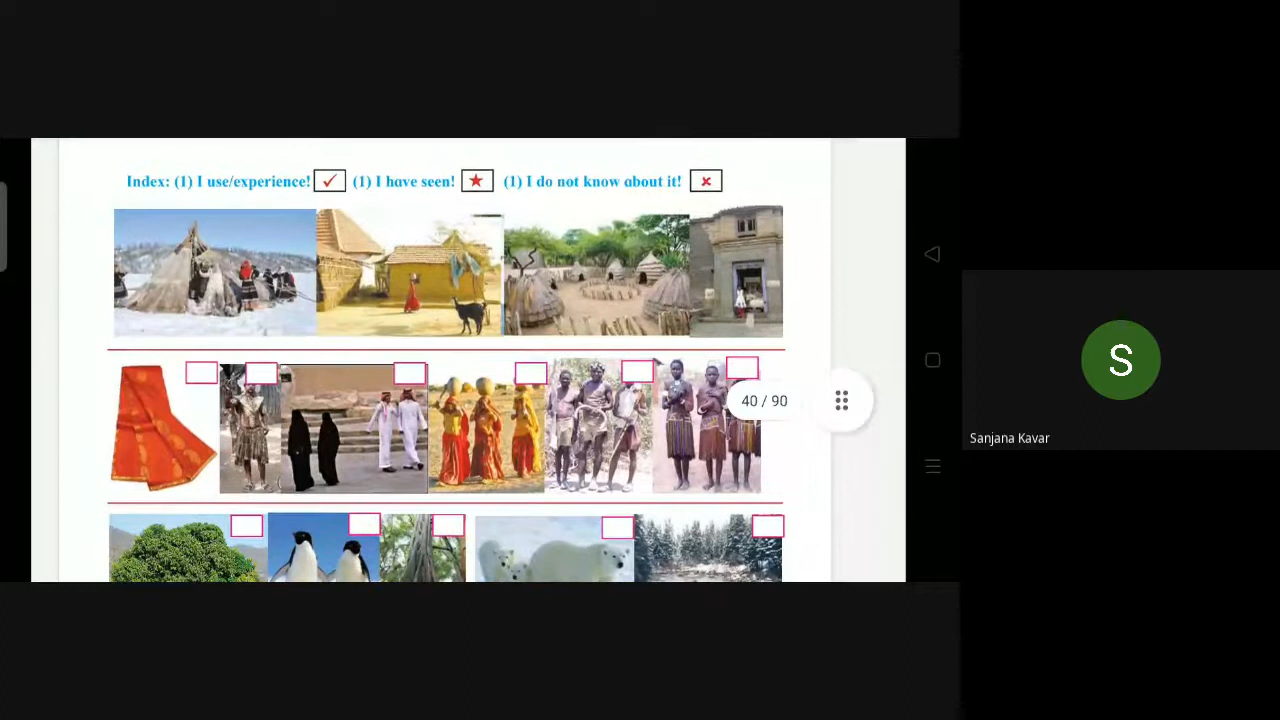 Index: (1) I use/experience! (1) I have seen! (1) I do not know about it!
40 / 90
S
Sanjana Kavar